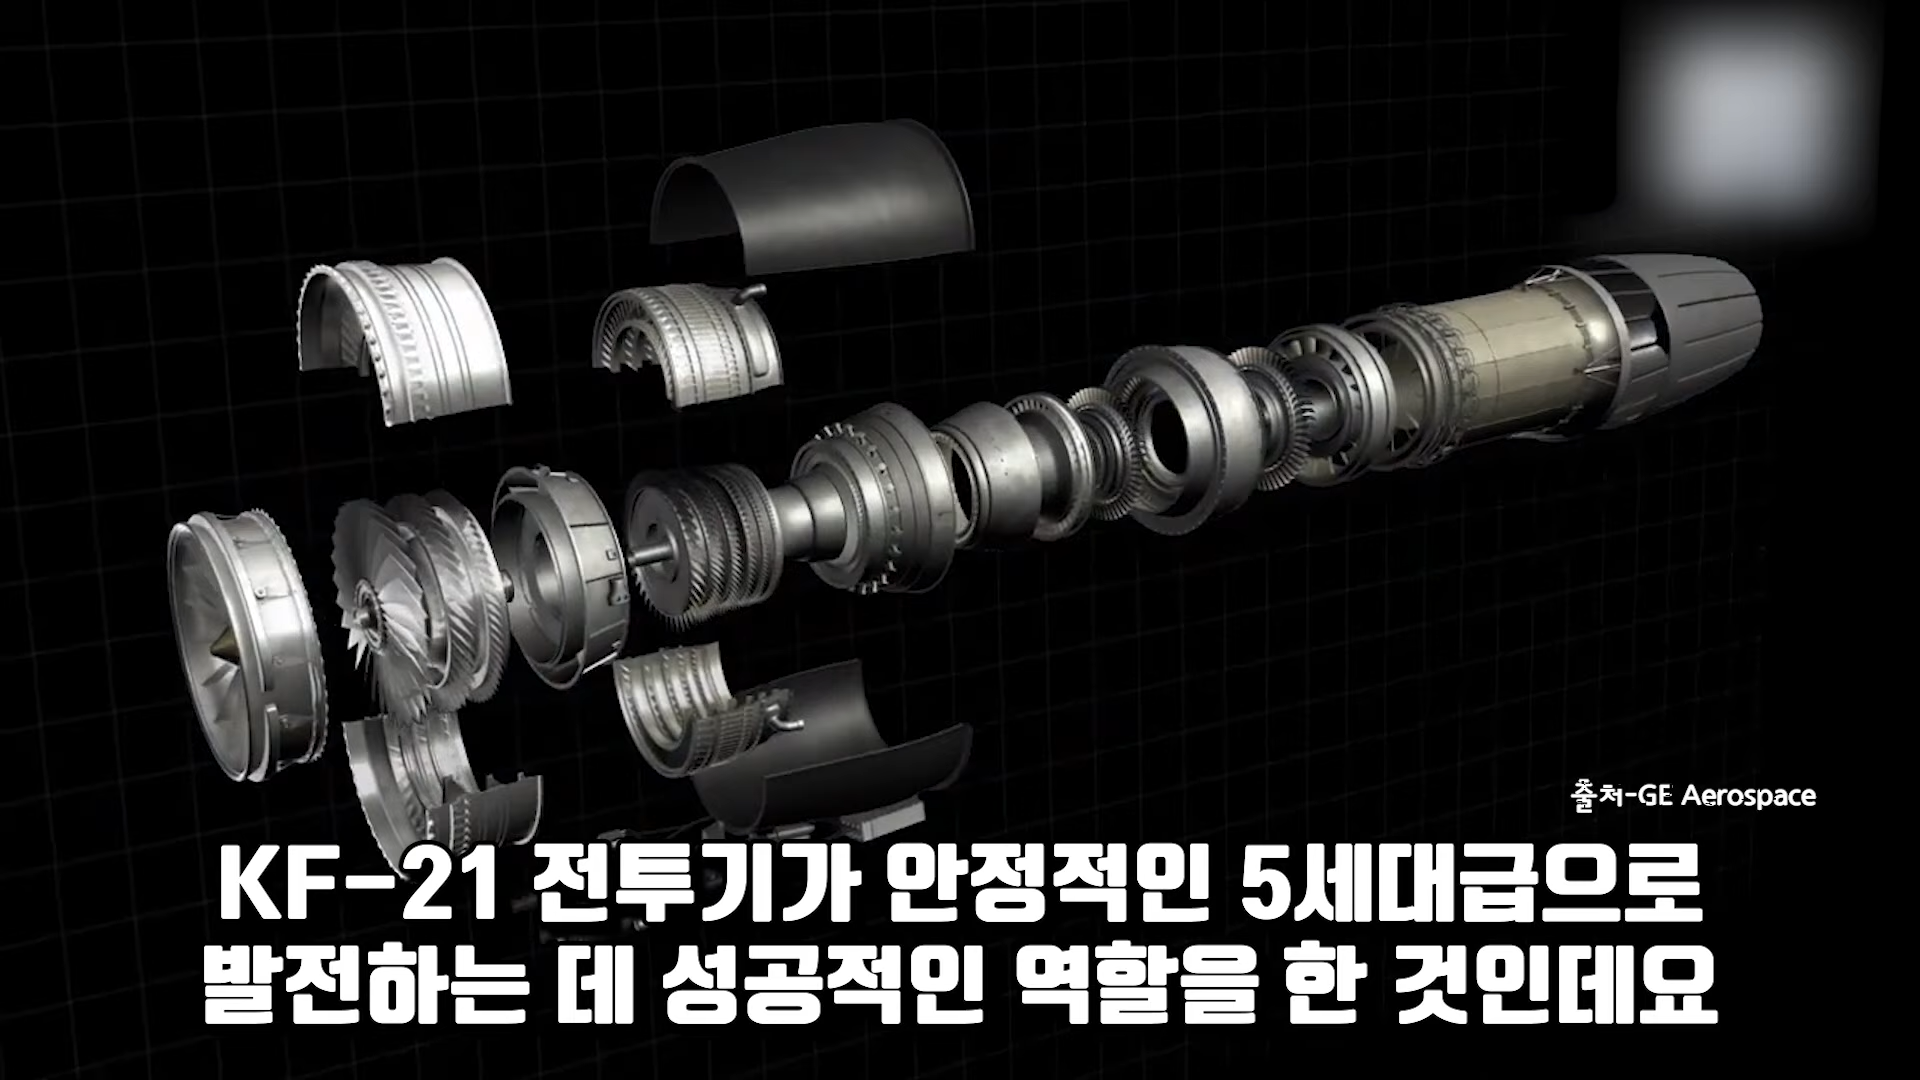 출처-GE Aerospace
KF-21 전투기가 안정적인 5세대급으로
발전하는 데 성공적인 역할을 한 것인데요